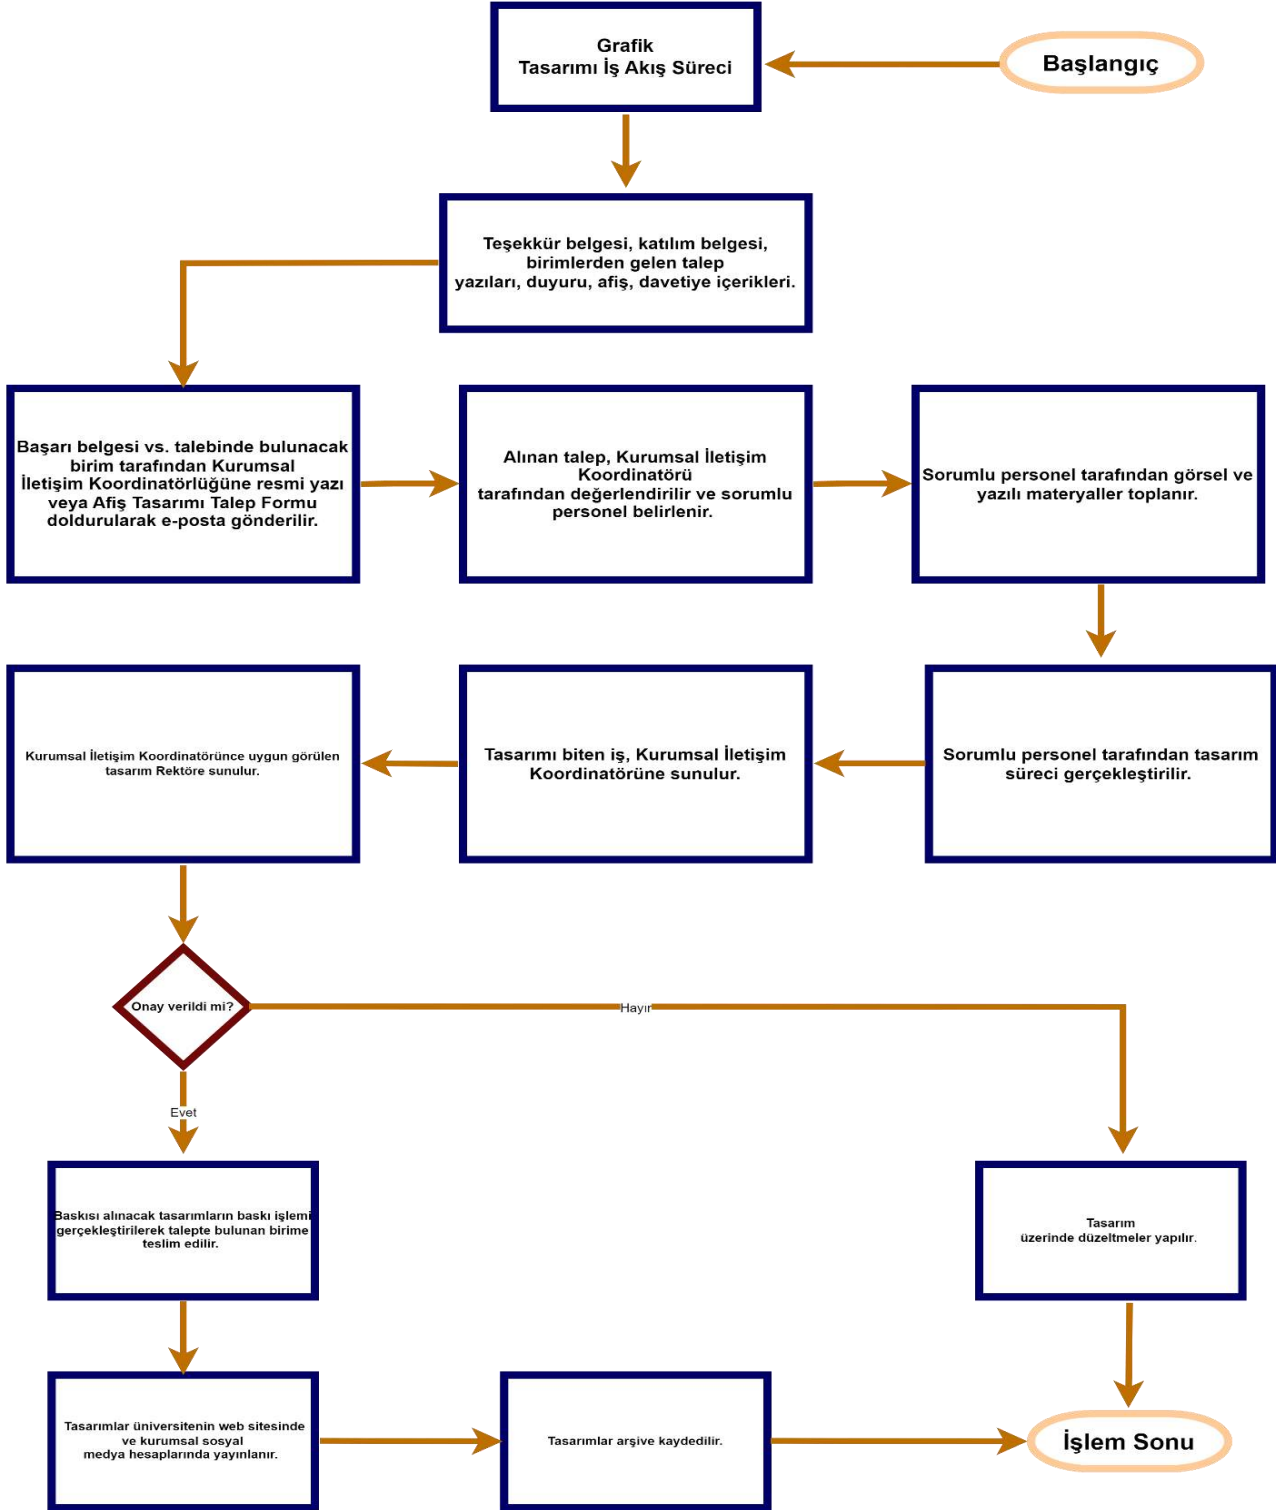 Grafik
Tasarımı İş Akış Süreci
Başlangıç
Teşekkür belgesi, katılım belgesi,
birimlerden gelen talep
yazıları, duyuru, afiş, davetiye içerikleri.
Başarı belgesi vs. talebinde bulunacak
birim tarafından Kurumsal
İletişim Koordinatörlüğüne resmi yazı
veya Afiş Tasarımı Talep Formu
doldurularak e-posta gönderilir.
Alınan talep, Kurumsal İletişim
Koordinatörü
tarafından değerlendirilir ve sorumlu
personel belirlenir.
Sorumlu personel tarafından görsel ve
yazılı materyaller toplanır.
Sorumlu personel tarafından tasarım
süreci gerçekleştirilir.
Tasarımı biten iş, Kurumsal İletişim
Koordinatörüne sunulur.
Kurumsal İletişim Koordinatörünce uygun görülen
tasarım Rektöre sunulur.
Onay verildi mi?
Hayır
Evet
Baskısı alınacak tasarımların baskı işlemi
gerçekleştirilerek talepte bulunan birime
teslim edilir.
Tasarım
üzerinde düzeltmeler yapılır.
Tasarımlar üniversitenin web sitesinde
ve kurumsal sosyal
medya hesaplarında yayınlanır.
Tasarımlar arşive kaydedilir.
İşlem Sonu